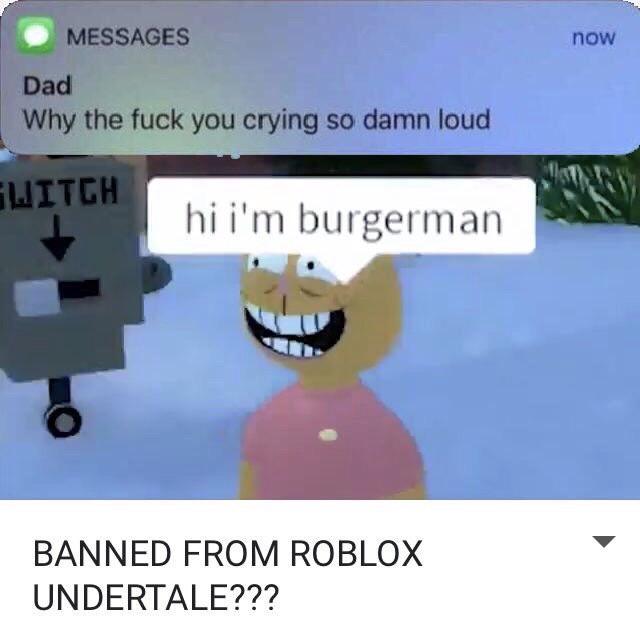 MESSAGES now
Dad
Why the fuck you crying so damn loud
SWITCH
hi i'm burgerman
BANNED FROM ROBLOX
UNDERTALE???